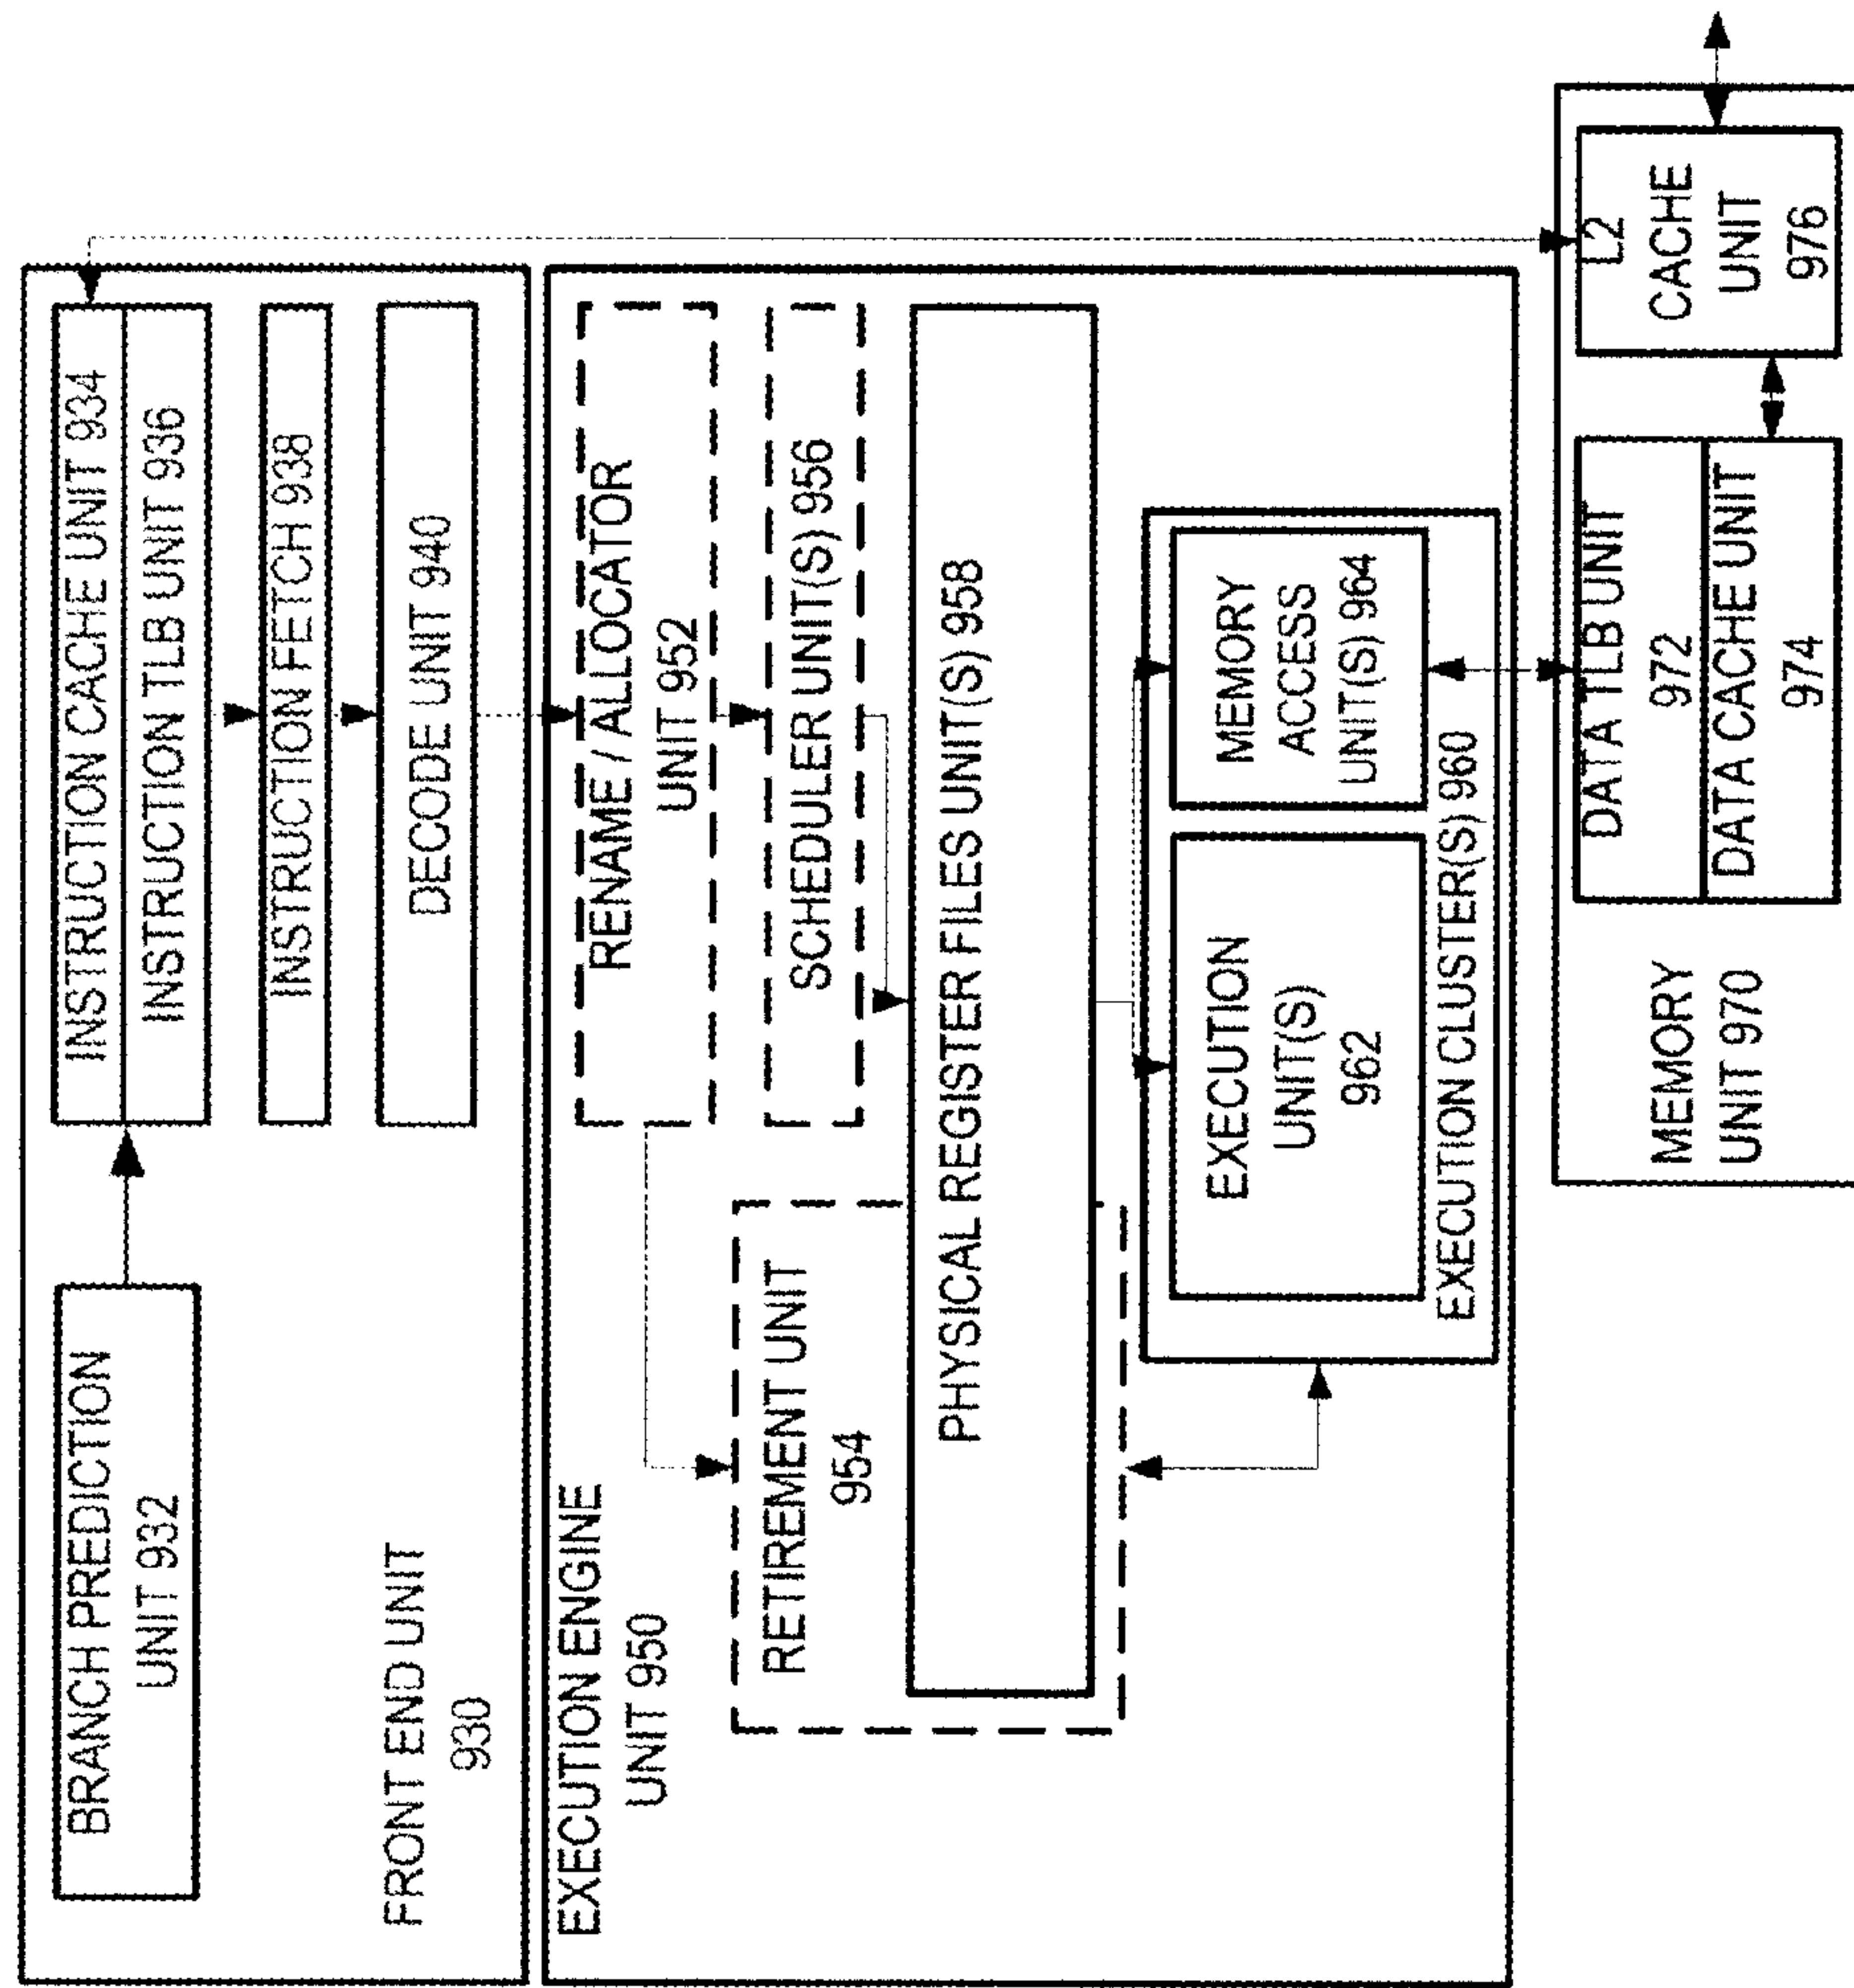 BRANCH PREDICTION
UNIT 932
INSTRUCTION CACHE UNIT 934
INSTRUCTION TLB UNIT 936
INSTRUCTION FETCH 938
DECODE UNIT 940
FRONT END UNIT
930
EXECUTION ENGINE
UNIT 950
RENAME / ALLOCATOR
UNIT 952
RETIREMENT UNIT
954
SCHEDULER UNIT(S) 956
PHYSICAL REGISTER FILES UNIT(S) 958
EXECUTION
UNIT(S)
962
MEMORY
ACCESS
UNIT(S) 964
EXECUTION CLUSTER(S) 960
MEMORY
UNIT 970
DATA TLB UNIT
972
DATA CACHE UNIT
974
L2
CACHE
UNIT
976